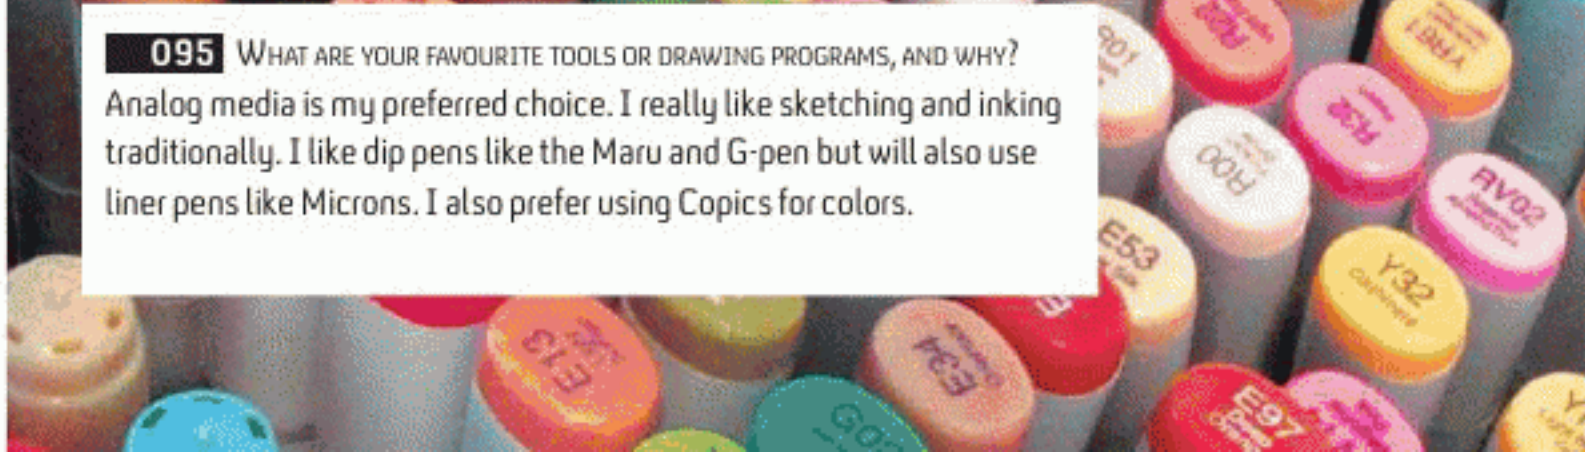 095 WHAT ARE YOUR FAVOURITE TOOLS OR DRAWING PROGRAMS, AND WHY?
Analog media is my preferred choice. I really like sketching and inking
traditionally. I like dip pens like the Maru and G-pen but will also use
liner pens like Microns. I also prefer using Copics for colors.
R00
RV02
E53
Y32
E13
E34
E97